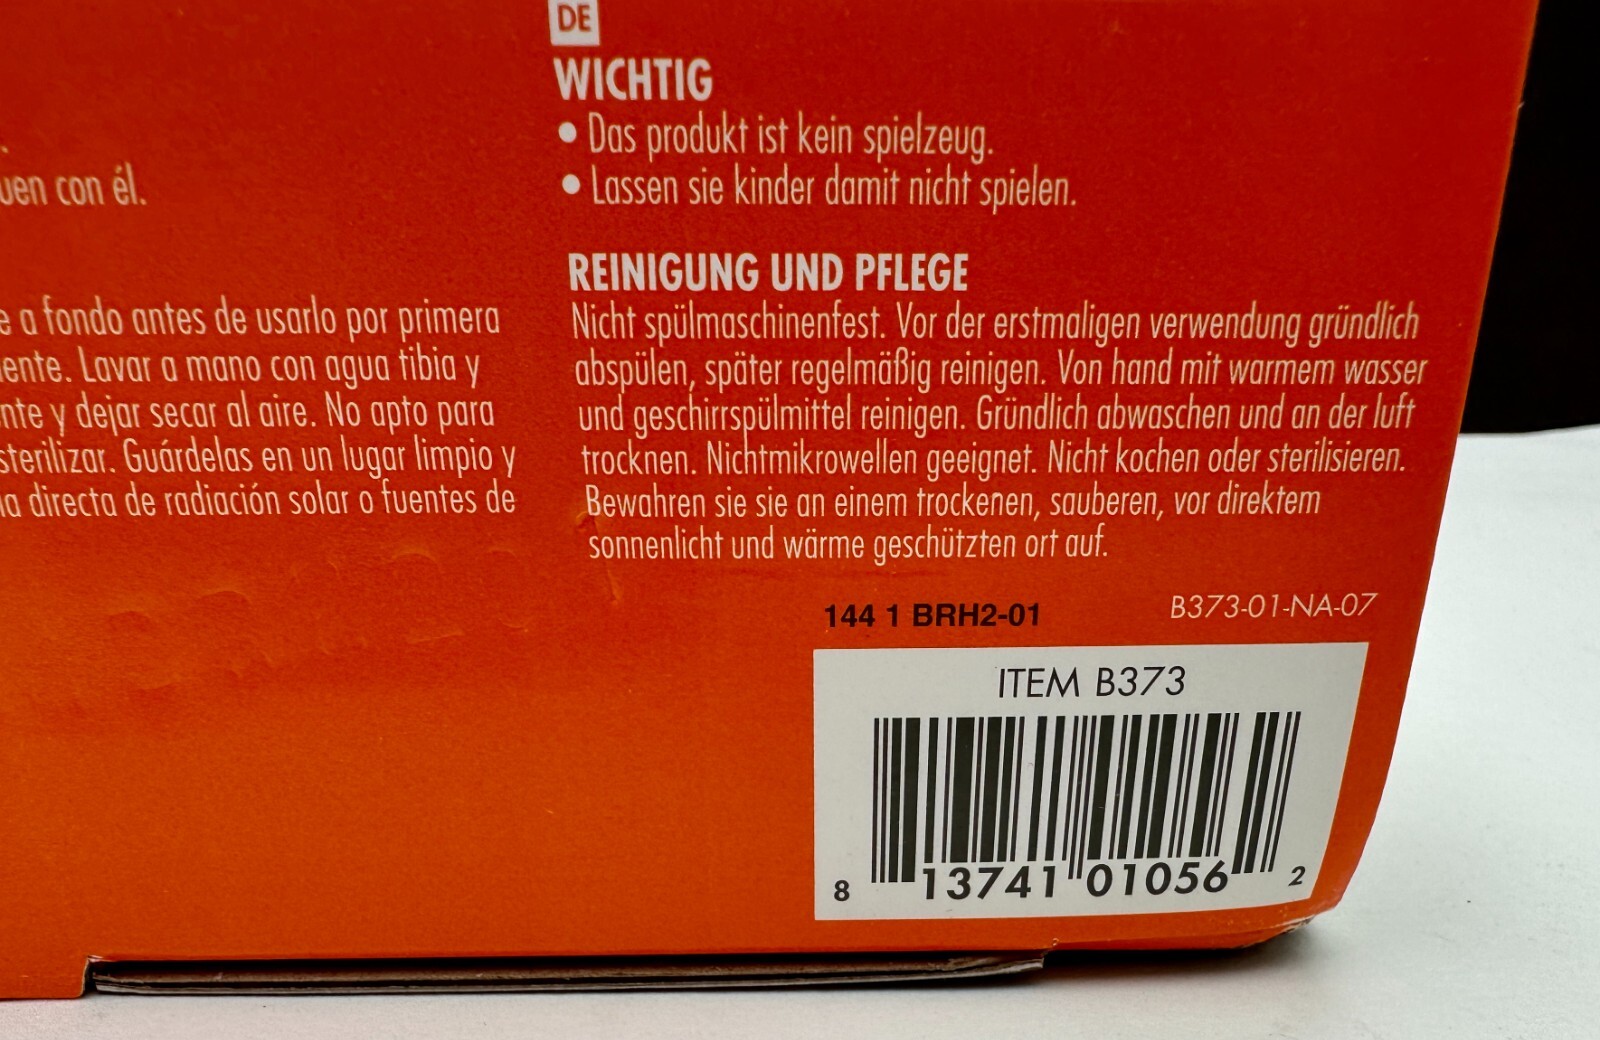 uen con él.
e a fondo antes de usarlo por primera
ente. Lavar a mano con agua tibia y
nte y dejar secar al aire. No apto para
sterilizar. Guárdelas en un lugar limpio y
la directa de radiación solar o fuentes de
DE
WICHTIG
• Das produkt ist kein spielzeug.
• Lassen sie kinder damit nicht spielen.
REINIGUNG UND PFLEGE
Nicht spülmaschinenfest. Vor der erstmaligen verwendung gründlich
abspülen, später regelmäßig reinigen. Von hand mit warmem wasser
und geschirrspülmittel reinigen. Gründlich abwaschen und an der luft
trocknen. Nichtmikrowellen geeignet. Nicht kochen oder sterilisieren.
Bewahren sie sie an einem trockenen, sauberen, vor direktem
sonnenlicht und wärme geschützten ort auf.
144 1 BRH2-01
B373-01-NA-07
ITEM B373
8 13741 01056 2